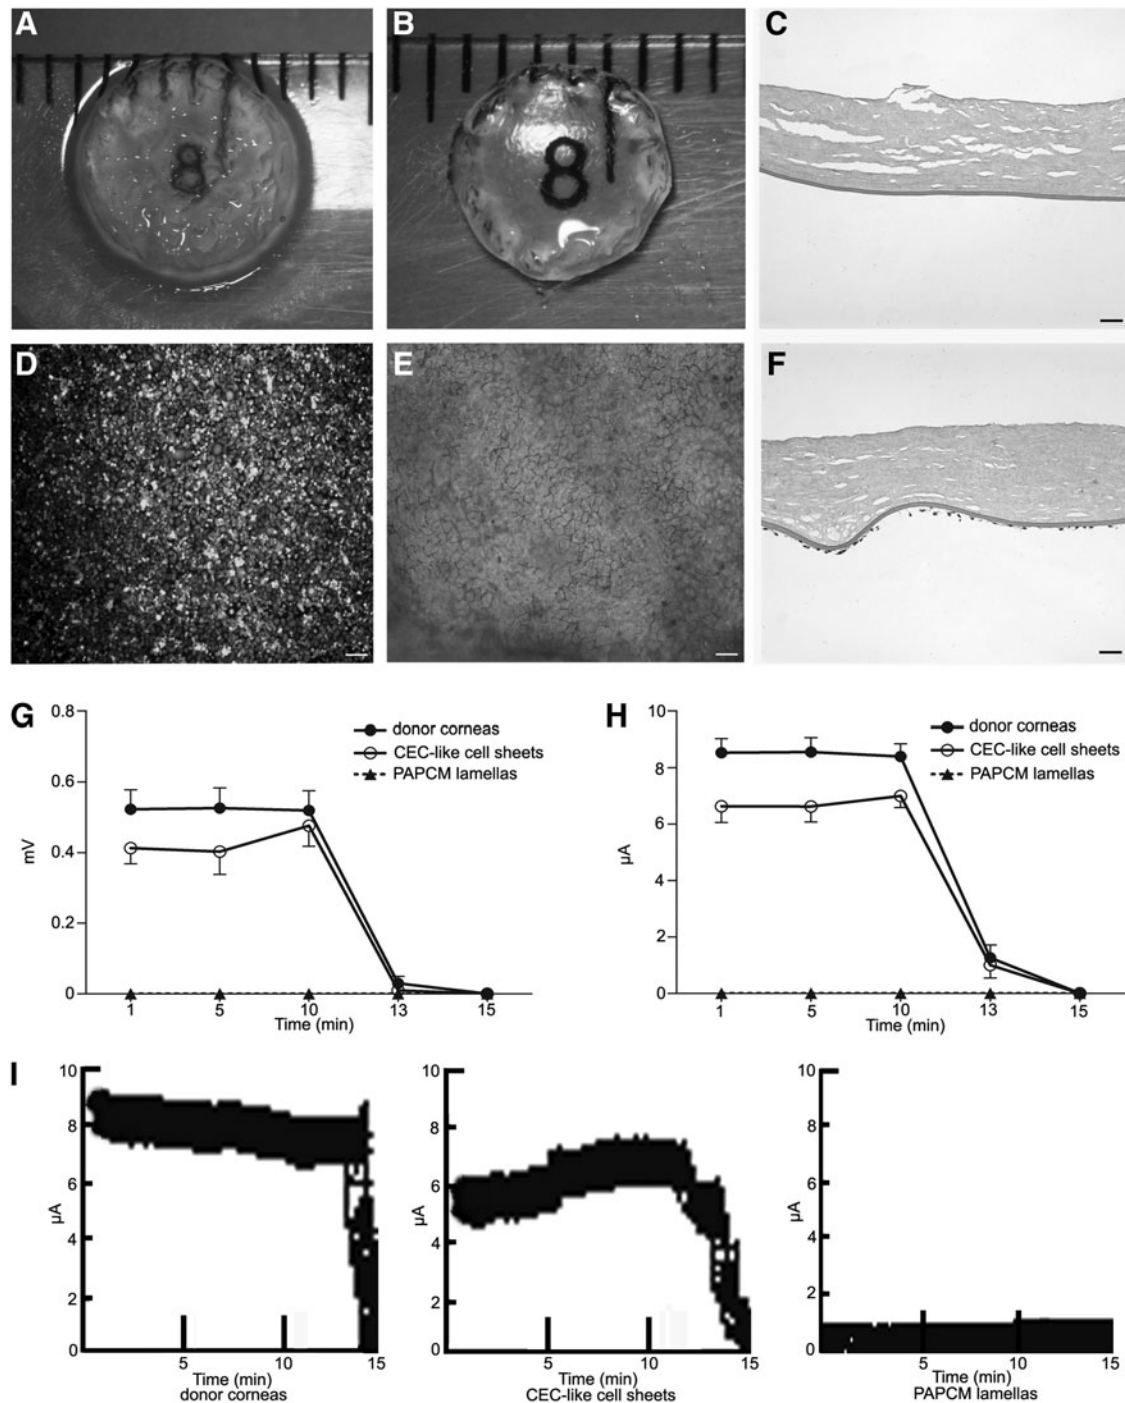 A B C
8 8
D E F
G
0.8
0.6
0.4
0.2
0
mV
donor corneas
CEC-like cell sheets
PAPCM lamellas
1 5 10 13 15
Time (min)
H
10
8
6
4
2
0
µA
donor corneas
CEC-like cell sheets
PAPCM lamellas
1 5 10 13 15
Time (min)
I
10
8
6
4
2
0
µA
5 10 15
Time (min)
donor corneas
10
8
6
4
2
0
µA
5 10 15
Time (min)
CEC-like cell sheets
10
8
6
4
2
0
µA
5 10 15
Time (min)
PAPCM lamellas